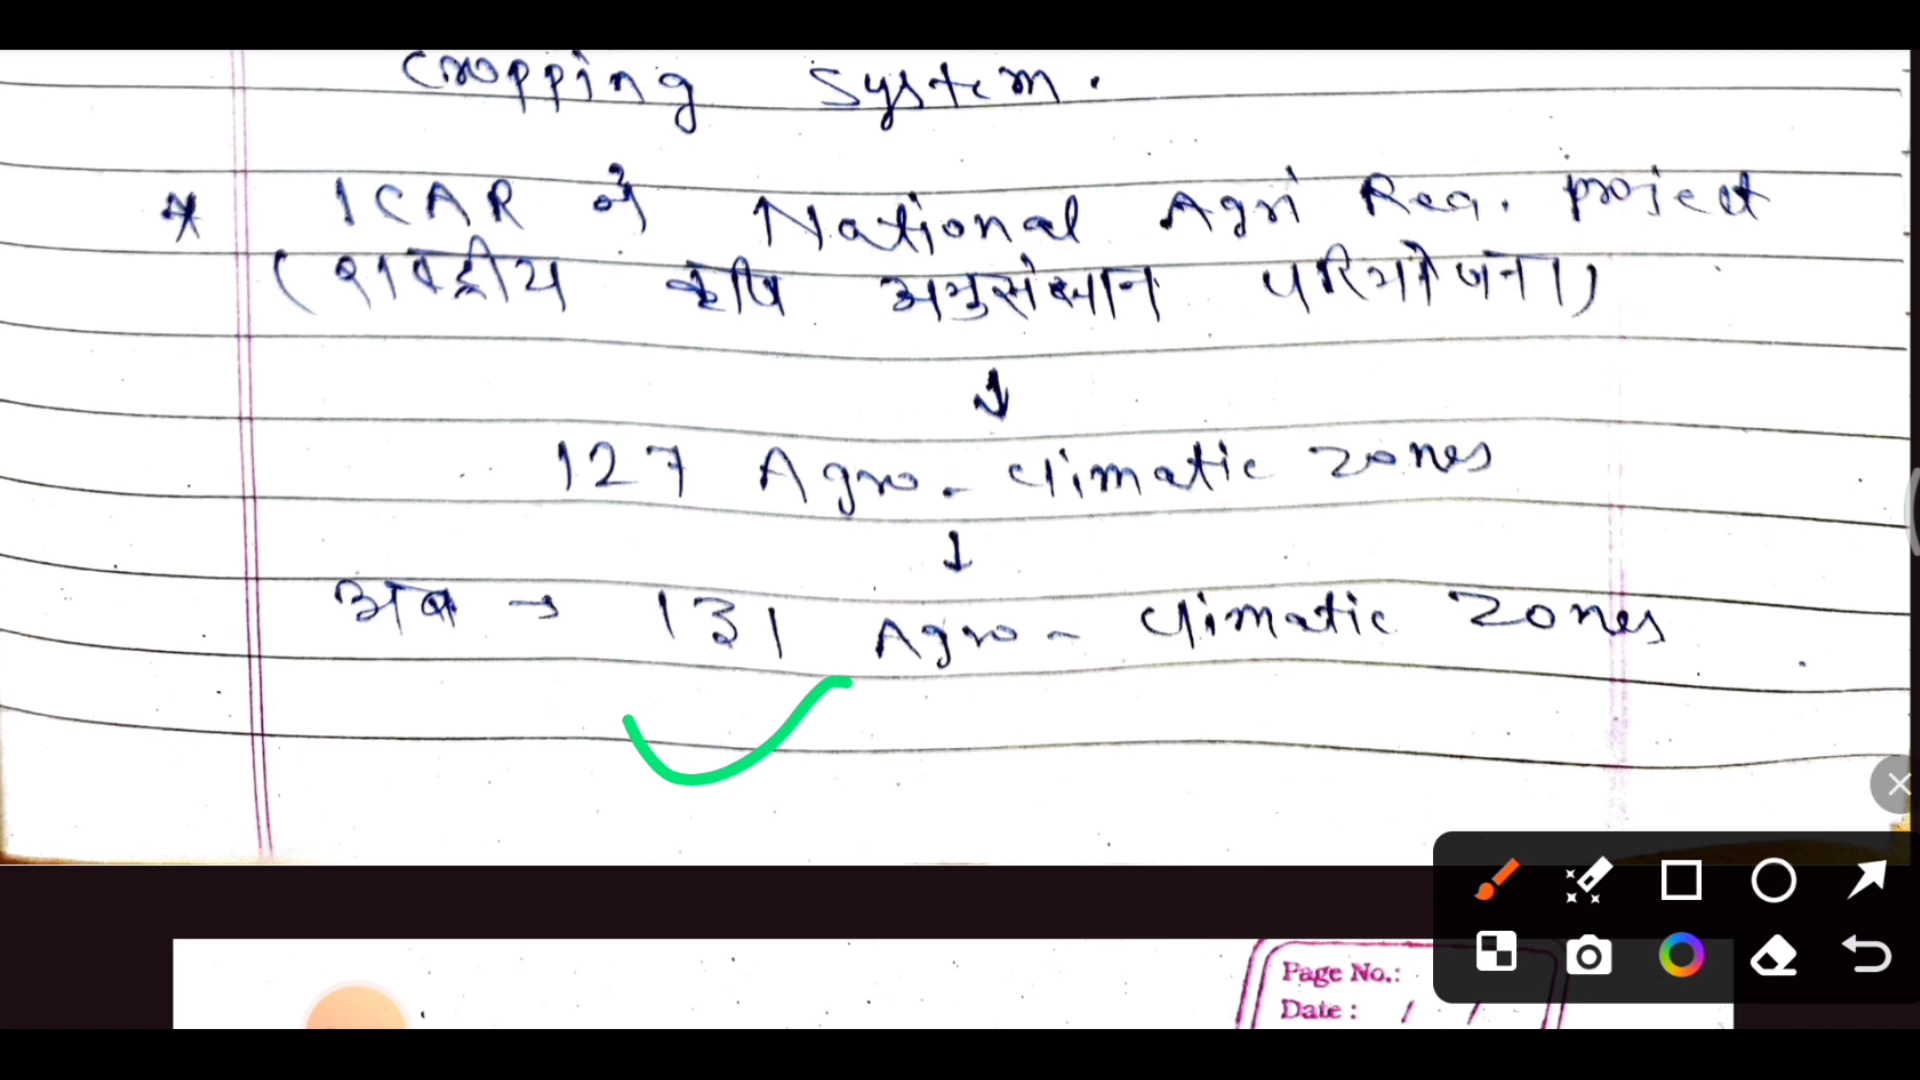 Cropping System.
* ICAR ने National Agri Res. project
(राष्ट्रीय कृषि अनुसंधान परियोजना)
↓
127 Agro - climatic zones
↓
अब → 131 Agro - climatic zones
Page No.:
Date: / /